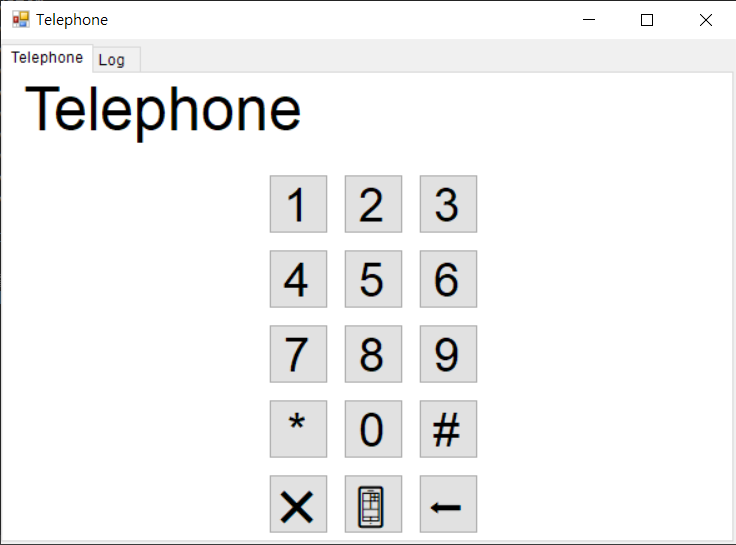 Telephone
Telephone Log
Telephone
1 2 3
4 5 6
7 8 9
* 0 #
✕ 📱 ←